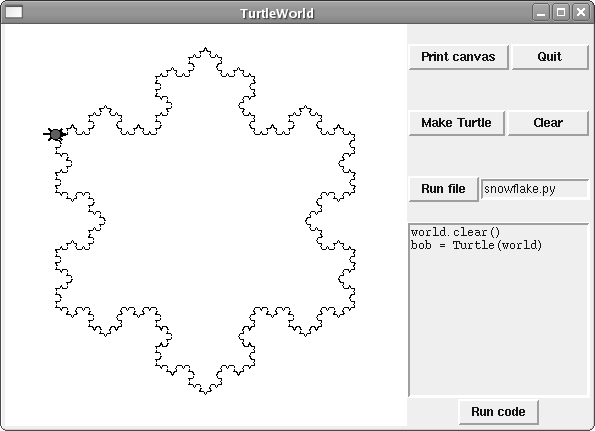 TurtleWorld
Print canvas
Quit
Make Turtle
Clear
Run file
snowflake.py
world.clear()
bob = Turtle(world)
Run code